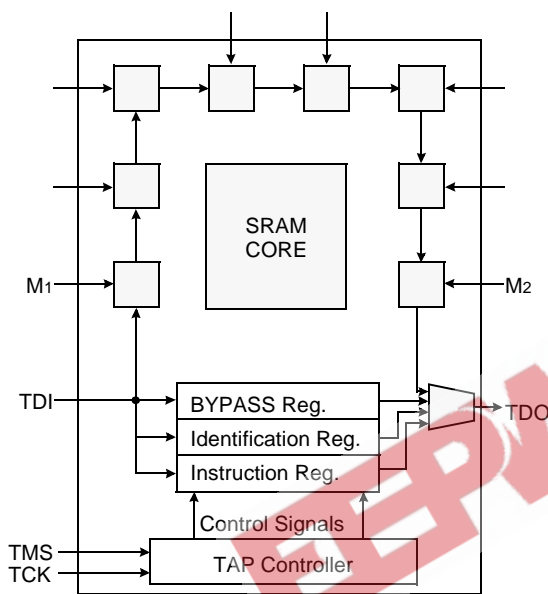 SRAM
CORE
M1
M2
TDI
BYPASS Reg.
TDO
Identification Reg.
Instruction Reg.
Control Signals
TMS
TCK
TAP Controller